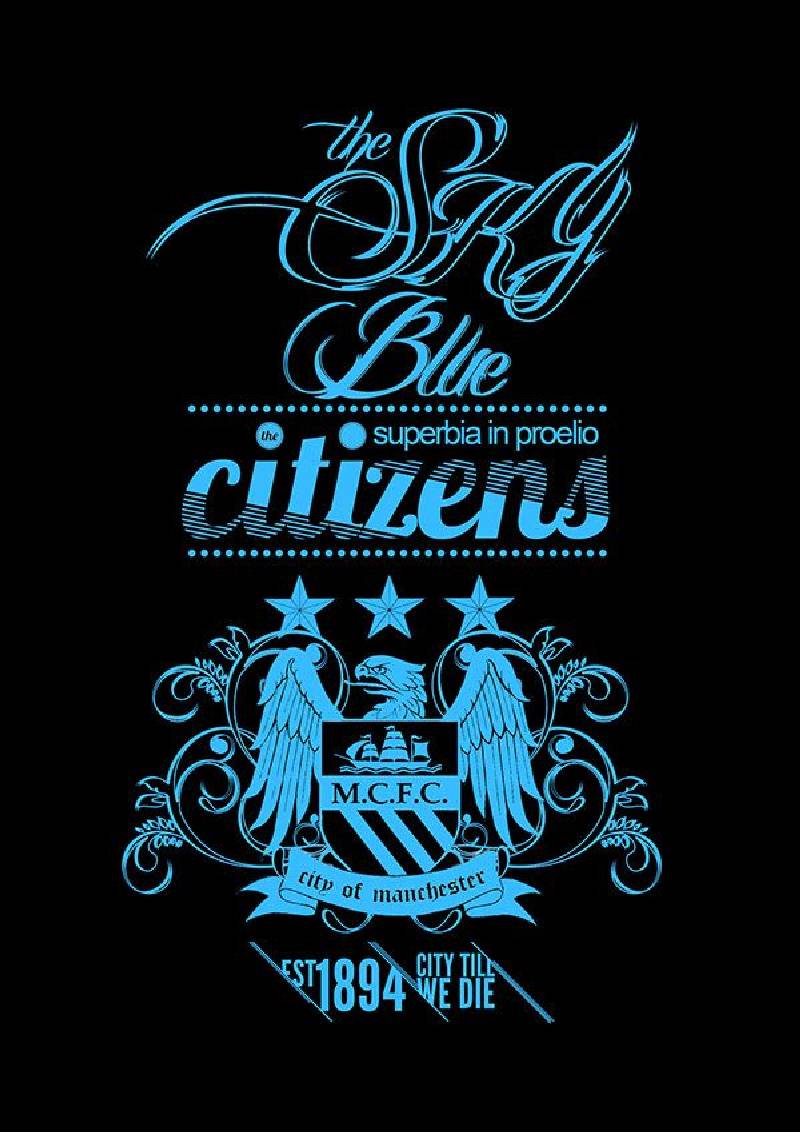 the
Sky
Blue
the
superbia in proelio
citizens
M.C.F.C.
city of manchester
EST 1894 CITY TILL
WE DIE